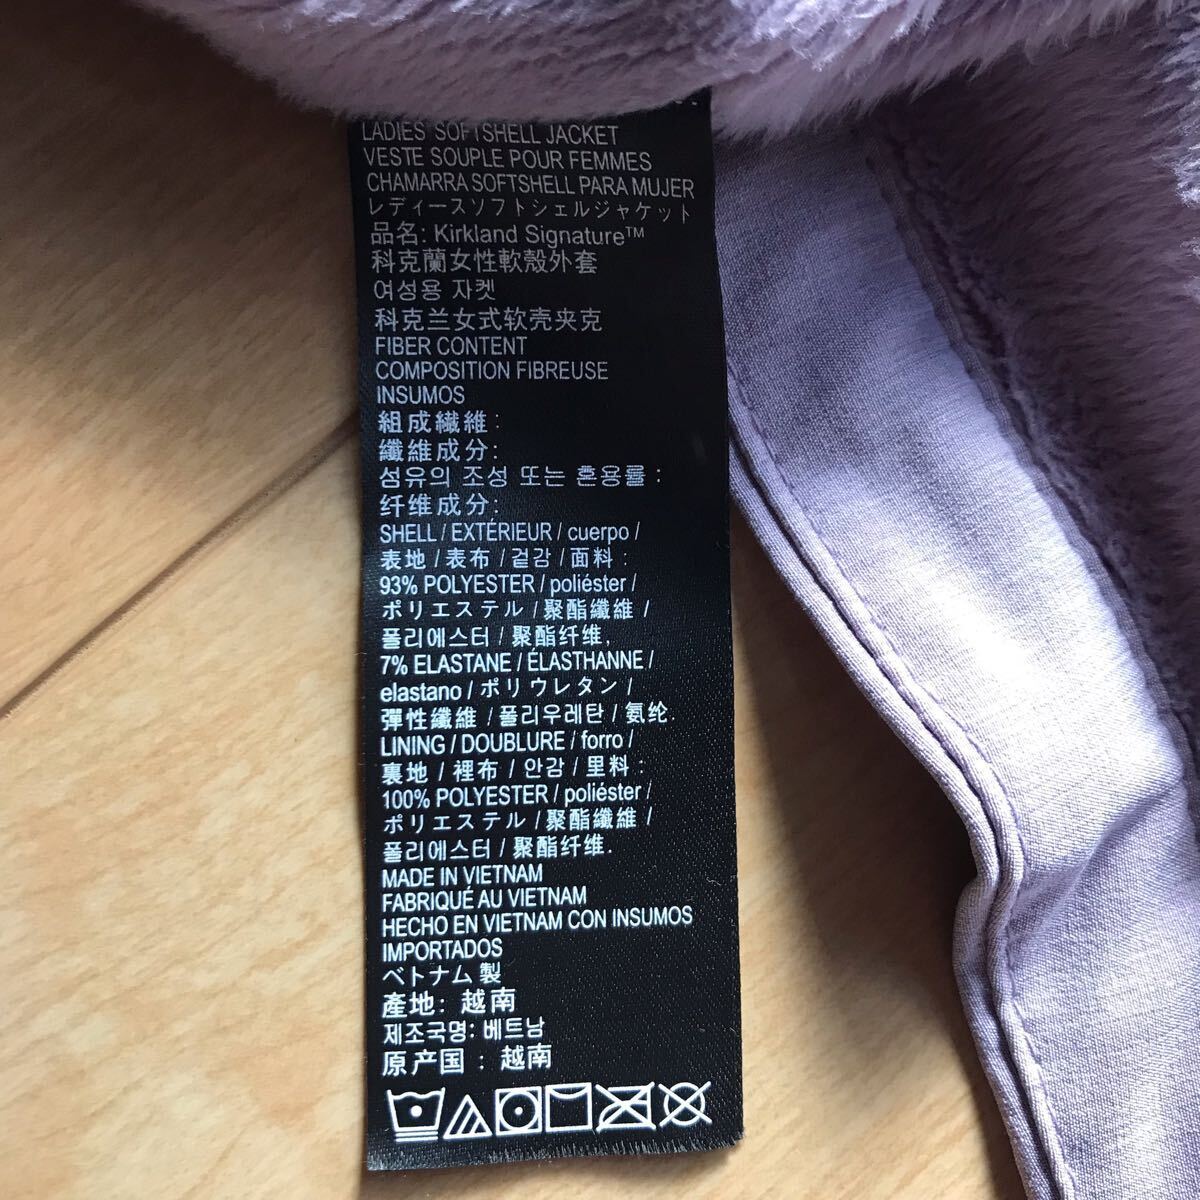 LADIES' SOFTSHELL JACKET
VESTE SOUPLE POUR FEMMES
CHAMARRA SOFTSHELL PARA MUJER
レディースソフトシェルジャケット
品名: Kirkland Signature™
科克蘭女性軟殼外套
여성용 자켓
科克兰女式软壳夹克
FIBER CONTENT
COMPOSITION FIBREUSE
INSUMOS
組成繊維:
纖維成分:
섬유의 조성 또는 혼용률:
纤维成分:
SHELL / EXTÉRIEUR / cuerpo /
表地 / 表布 / 겉감 / 面料 :
93% POLYESTER / poliéster /
ポリエステル / 聚酯纖維 /
폴리에스터 / 聚酯纤维,
7% ELASTANE / ÉLASTHANNE /
elastano / ポリウレタン /
彈性纖維 / 폴리우레탄 / 氨纶.
LINING / DOUBLURE / forro /
裏地 / 裡布 / 안감 / 里料 :
100% POLYESTER / poliéster /
ポリエステル / 聚酯纖維 /
폴리에스터 / 聚酯纤维.
MADE IN VIETNAM
FABRIQUÉ AU VIETNAM
HECHO EN VIETNAM CON INSUMOS
IMPORTADOS
ベトナム製
產地: 越南
제조국명: 베트남
原产国 : 越南